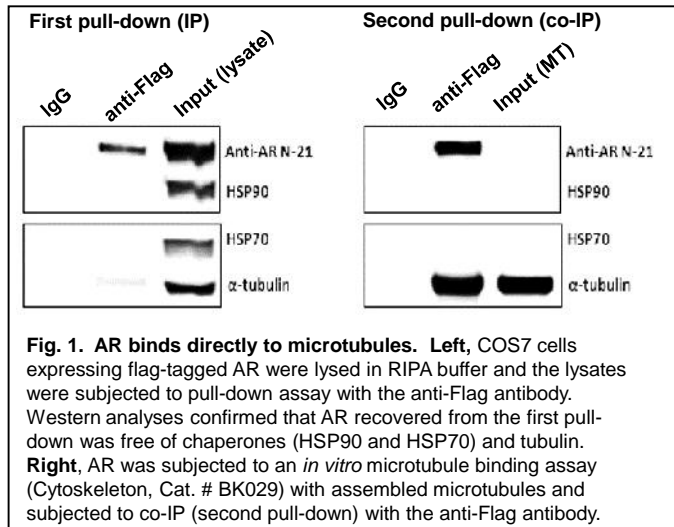 First pull-down (IP)
Second pull-down (co-IP)
IgG
anti-Flag
Input (lysate)
IgG
anti-Flag
Input (MT)
Anti-AR N-21
HSP90
HSP70
α-tubulin
Anti-AR N-21
HSP90
HSP70
α-tubulin
Fig. 1. AR binds directly to microtubules. Left, COS7 cells
expressing flag-tagged AR were lysed in RIPA buffer and the lysates
were subjected to pull-down assay with the anti-Flag antibody.
Western analyses confirmed that AR recovered from the first pull-
down was free of chaperones (HSP90 and HSP70) and tubulin.
Right, AR was subjected to an in vitro microtubule binding assay
(Cytoskeleton, Cat. # BK029) with assembled microtubules and
subjected to co-IP (second pull-down) with the anti-Flag antibody.